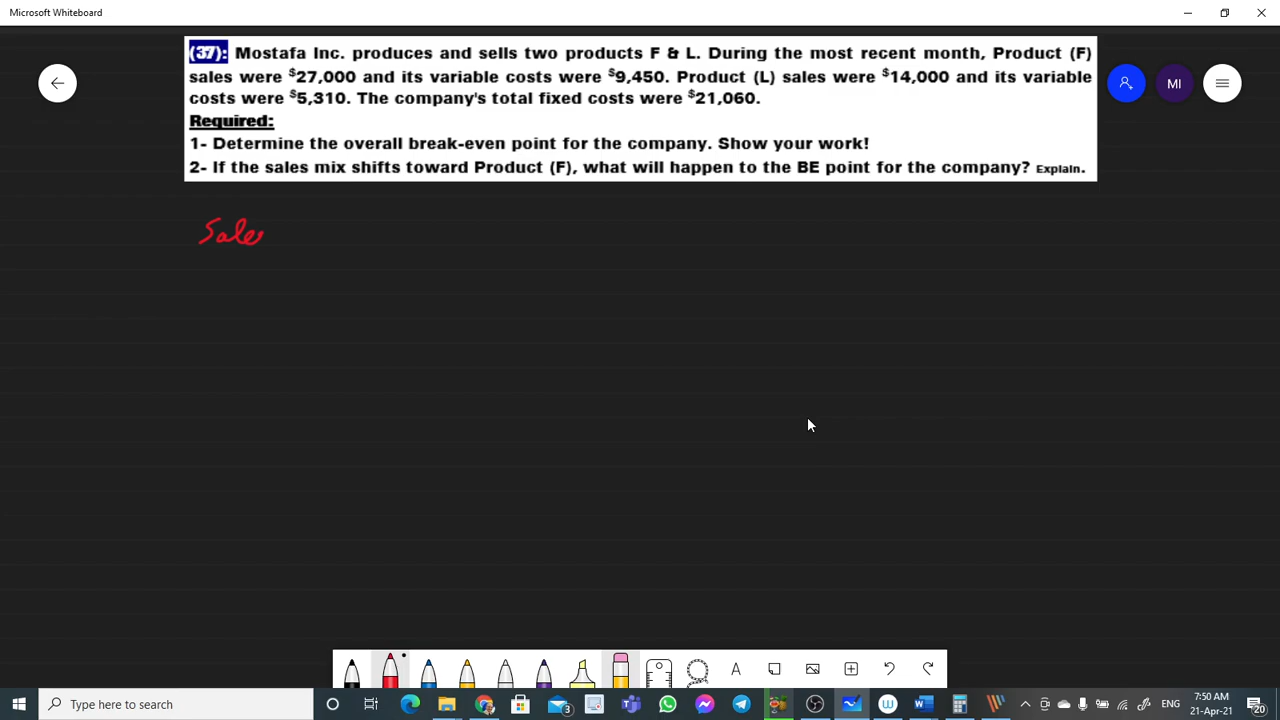 Microsoft Whiteboard
(37): Mostafa Inc. produces and sells two products F & L. During the most recent month, Product (F)
sales were $27,000 and its variable costs were $9,450. Product (L) sales were $14,000 and its variable
costs were $5,310. The company's total fixed costs were $21,060.
Required:
1- Determine the overall break-even point for the company. Show your work!
2- If the sales mix shifts toward Product (F), what will happen to the BE point for the company? Explain.
MI
Sales
A
Type here to search
3
W
ENG
7:50 AM
21-Apr-21
20